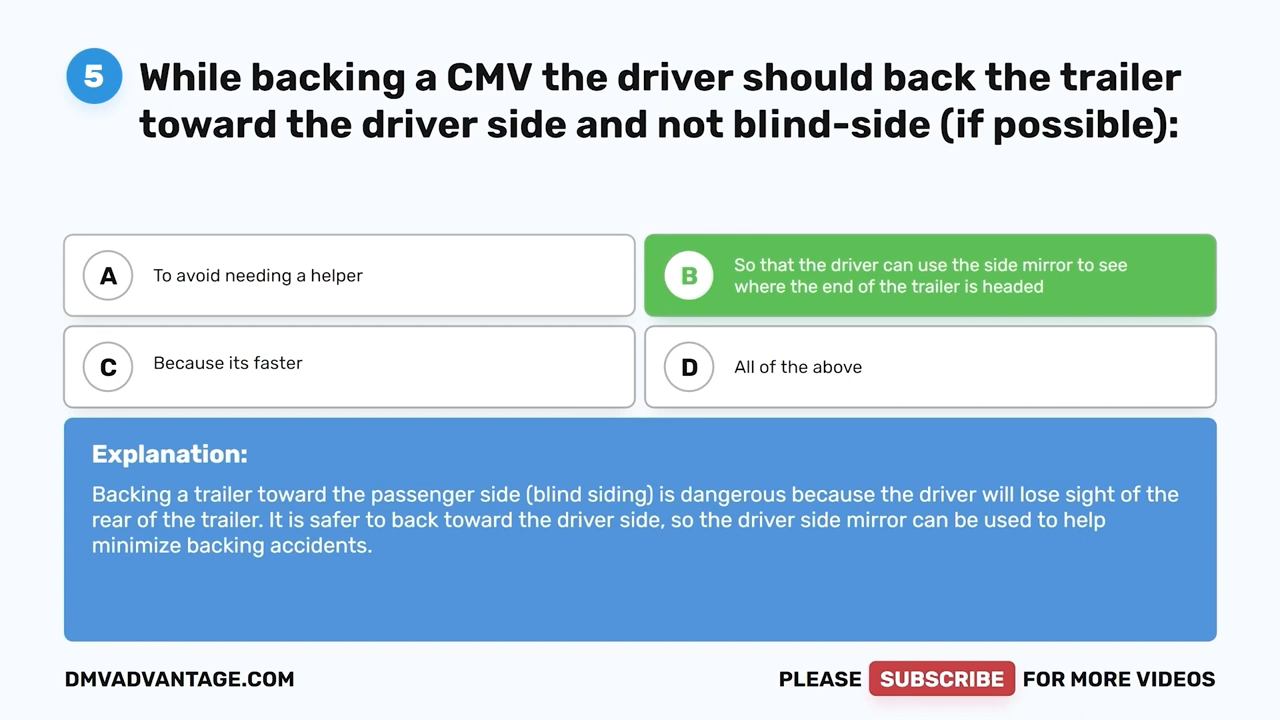 5
While backing a CMV the driver should back the trailer
toward the driver side and not blind-side (if possible):
A
To avoid needing a helper
B
So that the driver can use the side mirror to see
where the end of the trailer is headed
C
Because its faster
D
All of the above
Explanation:
Backing a trailer toward the passenger side (blind siding) is dangerous because the driver will lose sight of the
rear of the trailer. It is safer to back toward the driver side, so the driver side mirror can be used to help
minimize backing accidents.
DMVADVANTAGE.COM
PLEASE SUBSCRIBE FOR MORE VIDEOS